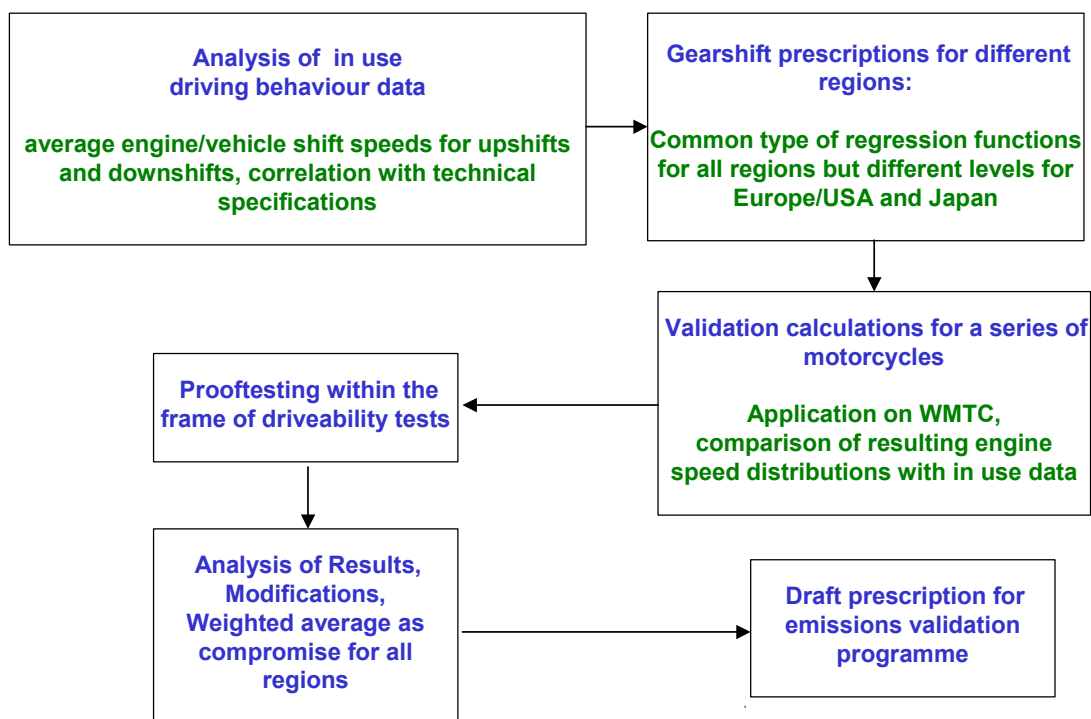 Analysis of in use
driving behaviour data
average engine/vehicle shift speeds for upshifts
and downshifts, correlation with technical
specifications
Gearshift prescriptions for different
regions:
Common type of regression functions
for all regions but different levels for
Europe/USA and Japan
Validation calculations for a series of
motorcycles
Application on WMTC,
comparison of resulting engine
speed distributions with in use data
Prooftesting within the
frame of driveability tests
Analysis of Results,
Modifications,
Weighted average as
compromise for all
regions
Draft prescription for
emissions validation
programme